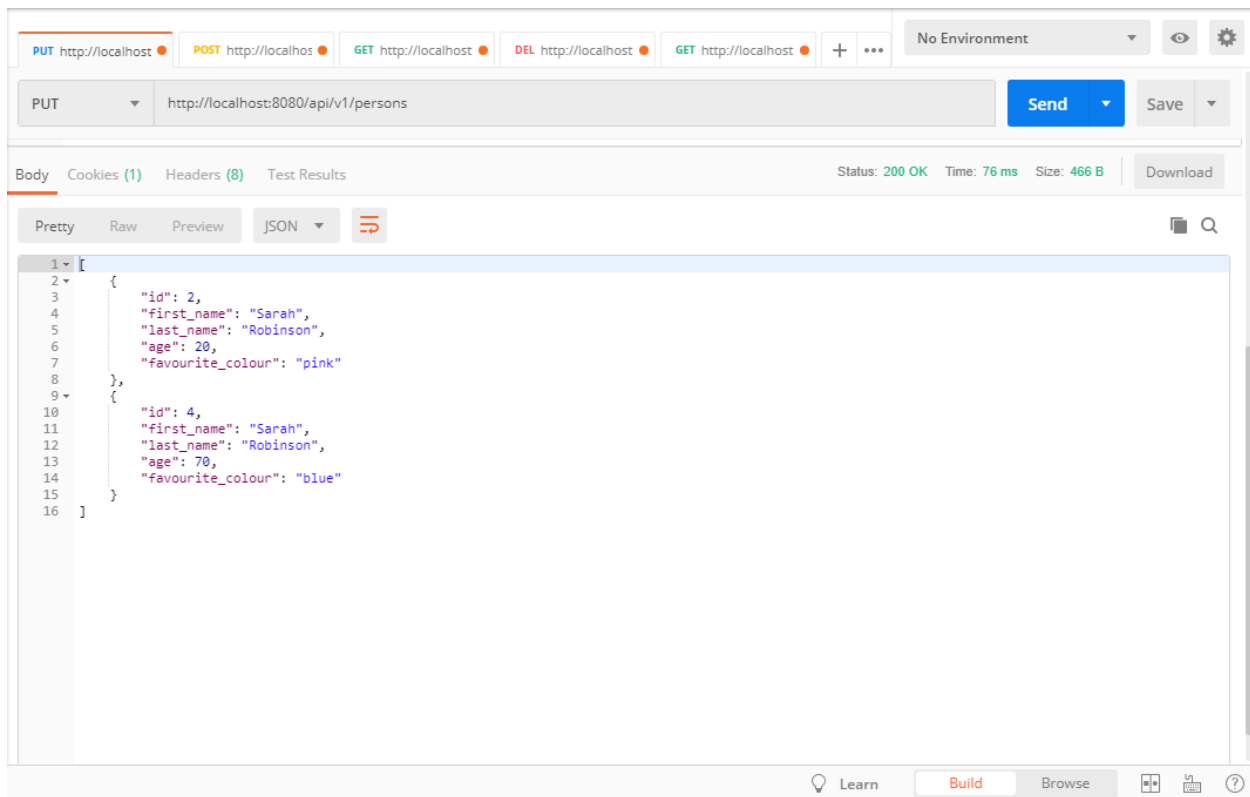 PUT http://localhost POST http://localhos GET http://localhost DEL http://localhost GET http://localhost + ••• No Environment
PUT http://localhost:8080/api/v1/persons Send Save
Body Cookies (1) Headers (8) Test Results Status: 200 OK Time: 76 ms Size: 466 B Download
Pretty Raw Preview JSON
1 [
2 {
3 "id": 2,
4 "first_name": "Sarah",
5 "last_name": "Robinson",
6 "age": 20,
7 "favourite_colour": "pink"
8 },
9 {
10 "id": 4,
11 "first_name": "Sarah",
12 "last_name": "Robinson",
13 "age": 70,
14 "favourite_colour": "blue"
15 }
16 ]
Learn Build Browse ?